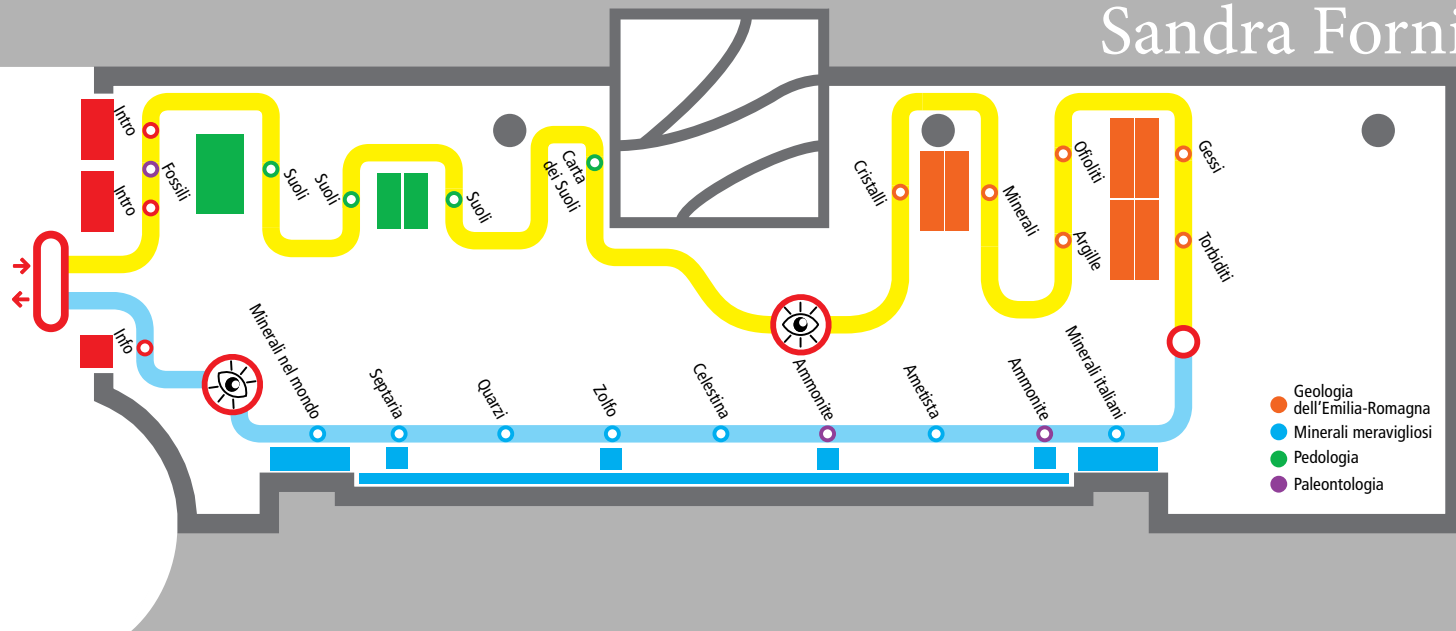 Sandra Forni
Intro
Fossili
Intro
Suoli
Suoli
Suoli
Carta
dei Suoli
Cristalli
Minerali
Ofioliti
Argille
Gessi
Torbiditi
Info
Minerali nel mondo
Septaria
Quarzi
Zolfo
Celestina
Ammonite
Ametista
Ammonite
Minerali italiani
Geologia
dell'Emilia-Romagna
Minerali meravigliosi
Pedologia
Paleontologia